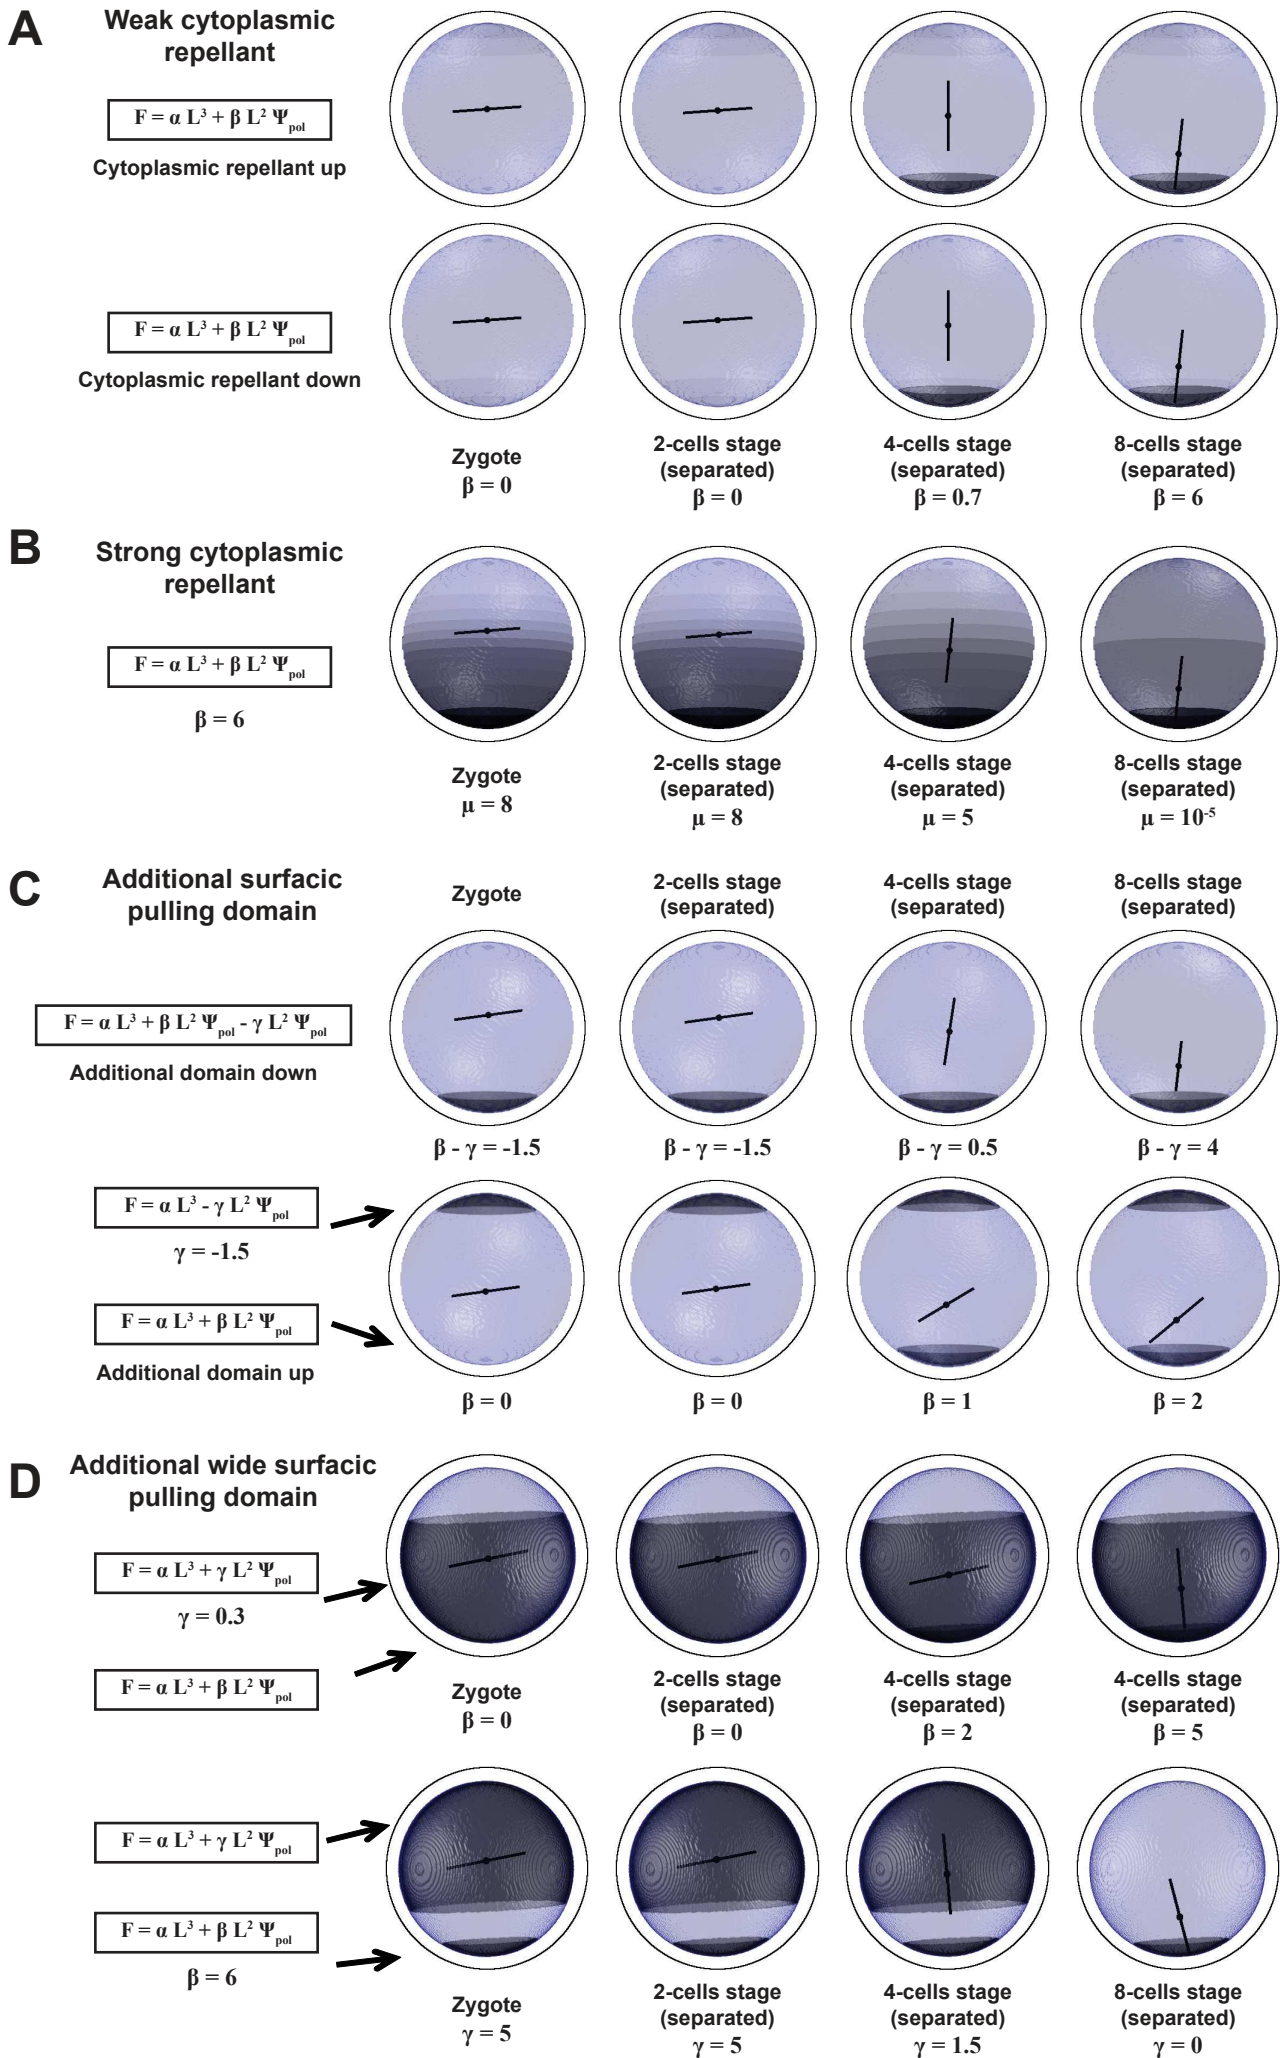 A
Weak cytoplasmic
repellant
F = α L³ + β L² Ψpol
Cytoplasmic repellant up
F = α L³ + β L² Ψpol
Cytoplasmic repellant down
Zygote
β = 0
2-cells stage
(separated)
β = 0
4-cells stage
(separated)
β = 0.7
8-cells stage
(separated)
β = 6
B
Strong cytoplasmic
repellant
F = α L³ + β L² Ψpol
β = 6
Zygote
μ = 8
2-cells stage
(separated)
μ = 8
4-cells stage
(separated)
μ = 5
8-cells stage
(separated)
μ = 10⁻⁵
C
Additional surfacic
pulling domain
Zygote
2-cells stage
(separated)
4-cells stage
(separated)
8-cells stage
(separated)
F = α L³ + β L² Ψpol - γ L² Ψpol
Additional domain down
β - γ = -1.5
β - γ = -1.5
β - γ = 0.5
β - γ = 4
F = α L³ - γ L² Ψpol
γ = -1.5
F = α L³ + β L² Ψpol
Additional domain up
β = 0
β = 0
β = 1
β = 2
D
Additional wide surfacic
pulling domain
F = α L³ + γ L² Ψpol
γ = 0.3
F = α L³ + β L² Ψpol
Zygote
β = 0
2-cells stage
(separated)
β = 0
4-cells stage
(separated)
β = 2
4-cells stage
(separated)
β = 5
F = α L³ + γ L² Ψpol
F = α L³ + β L² Ψpol
β = 6
Zygote
γ = 5
2-cells stage
(separated)
γ = 5
4-cells stage
(separated)
γ = 1.5
8-cells stage
(separated)
γ = 0